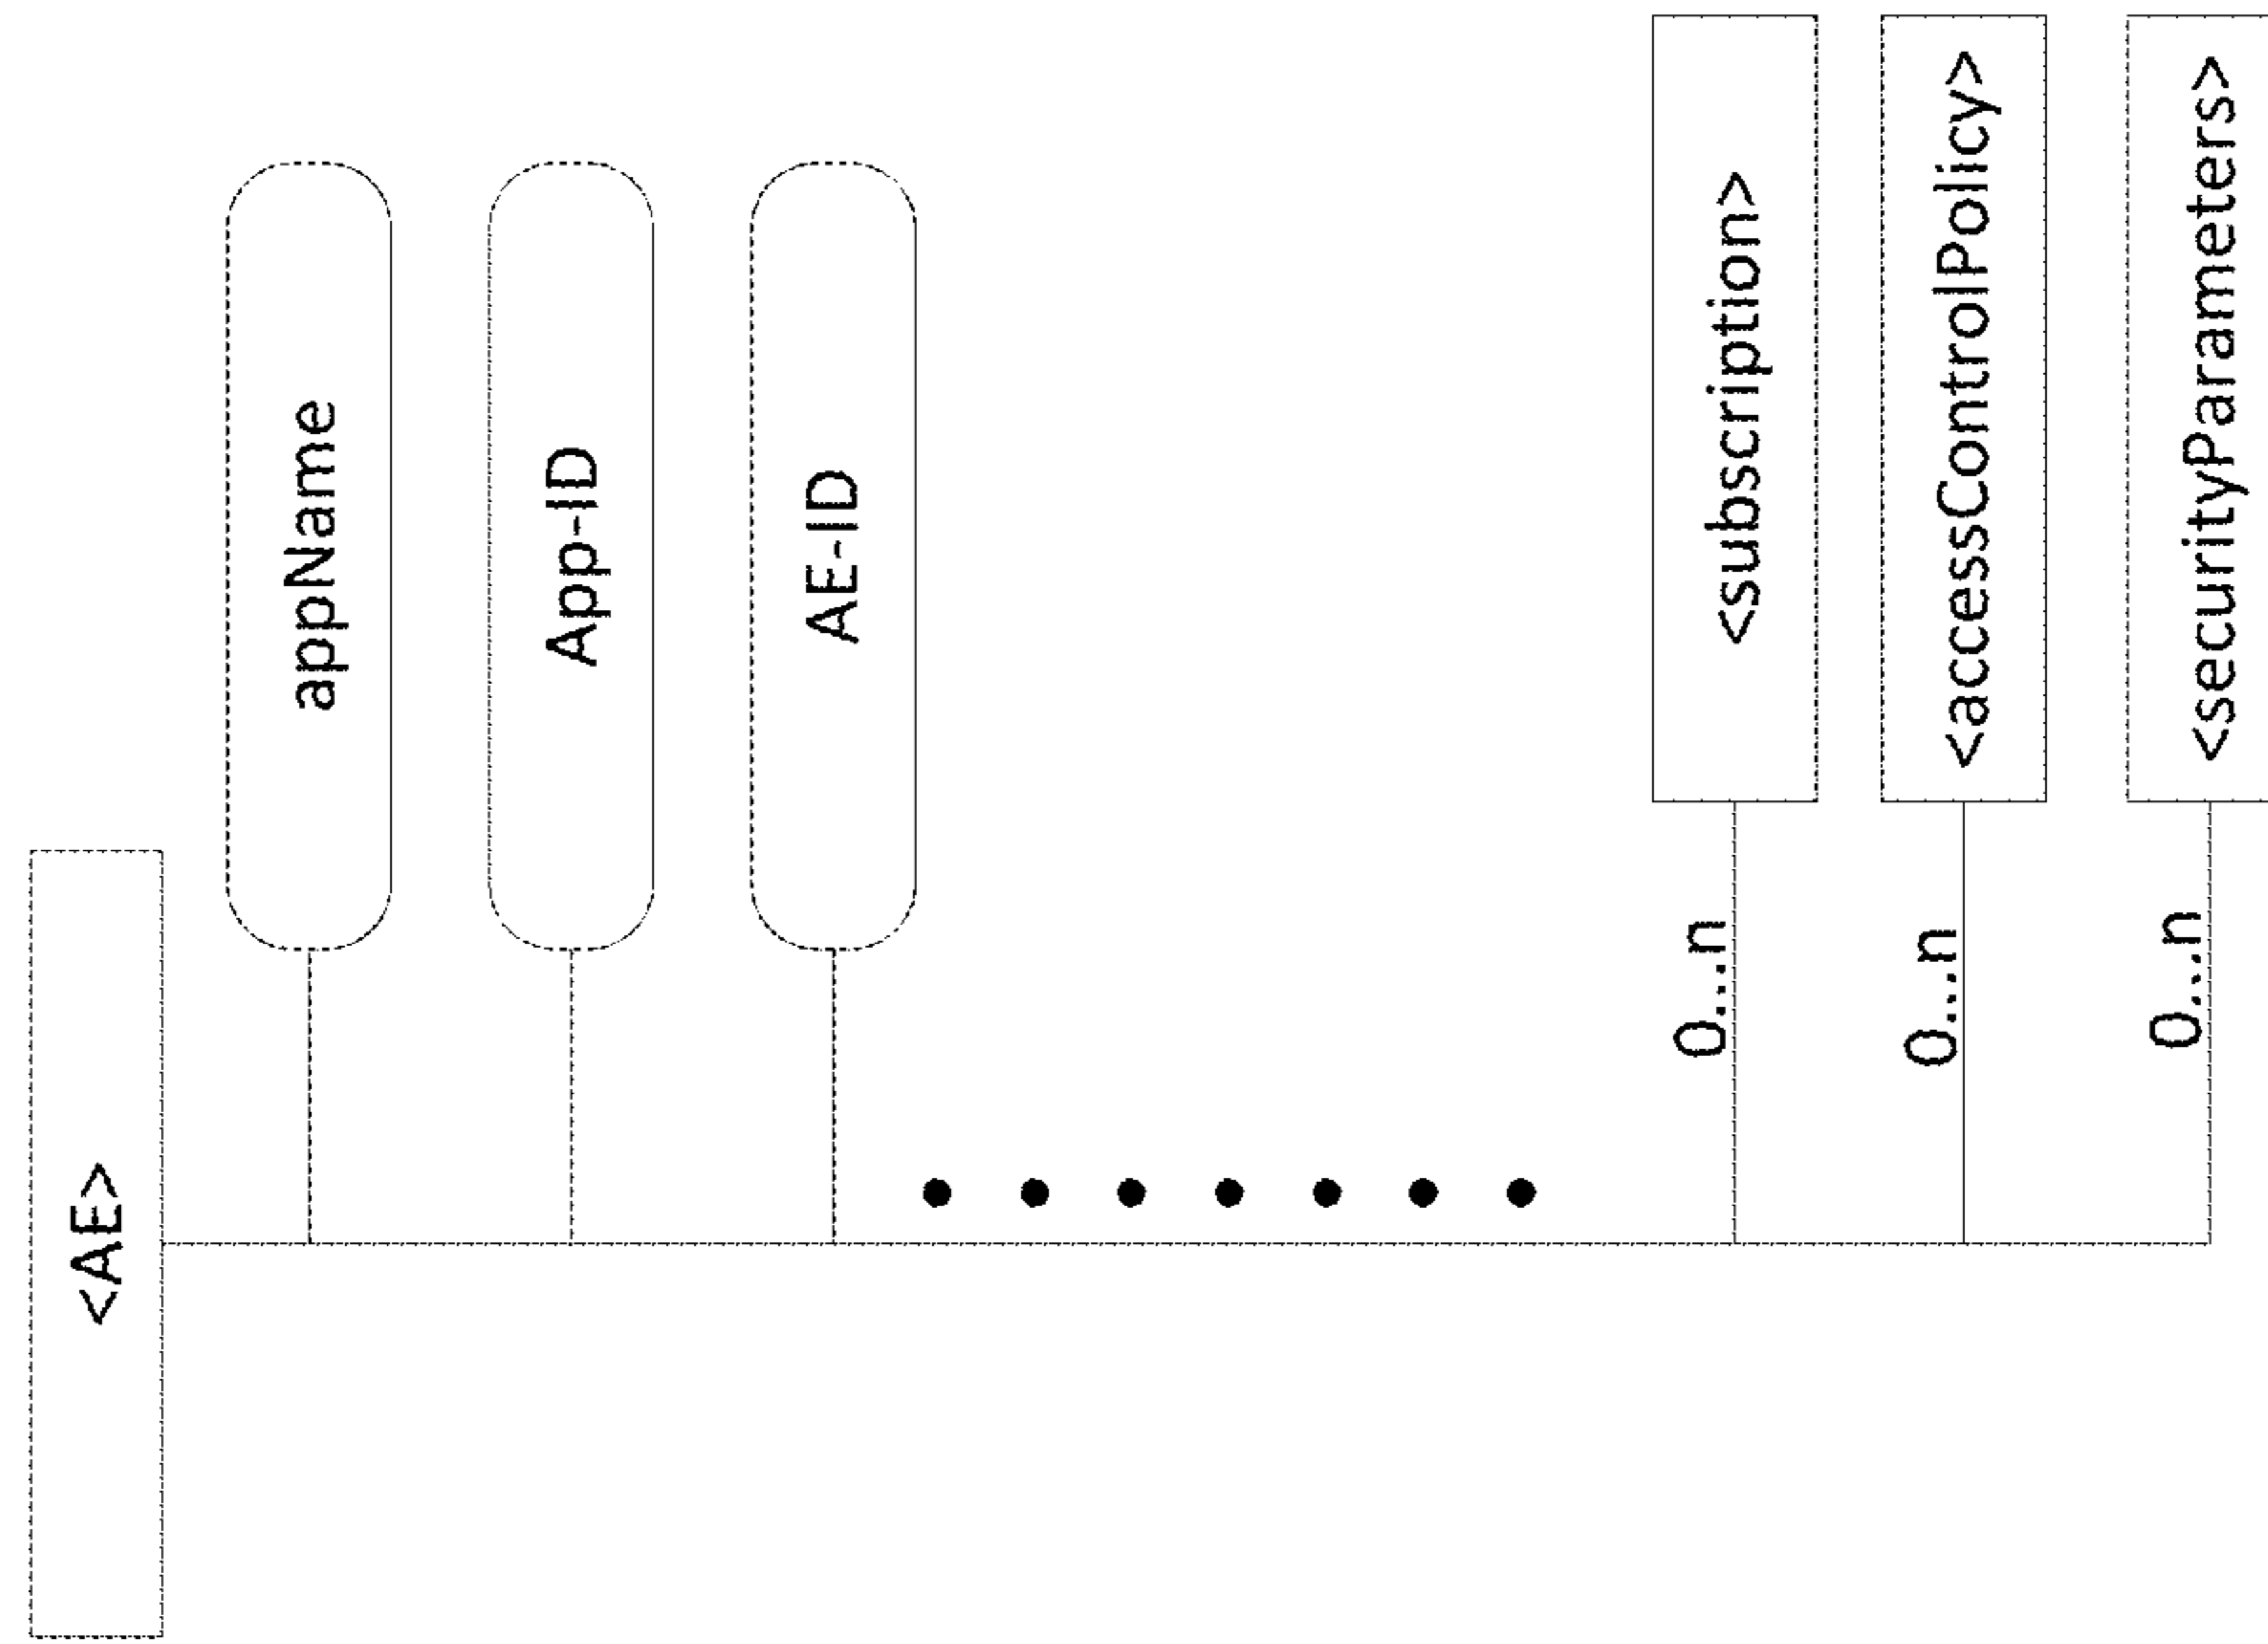 <AE>
appName
App-ID
AE-ID
0...n
<subscription>
0...n
<accessControlPolicy>
0...n
<securityParameters>